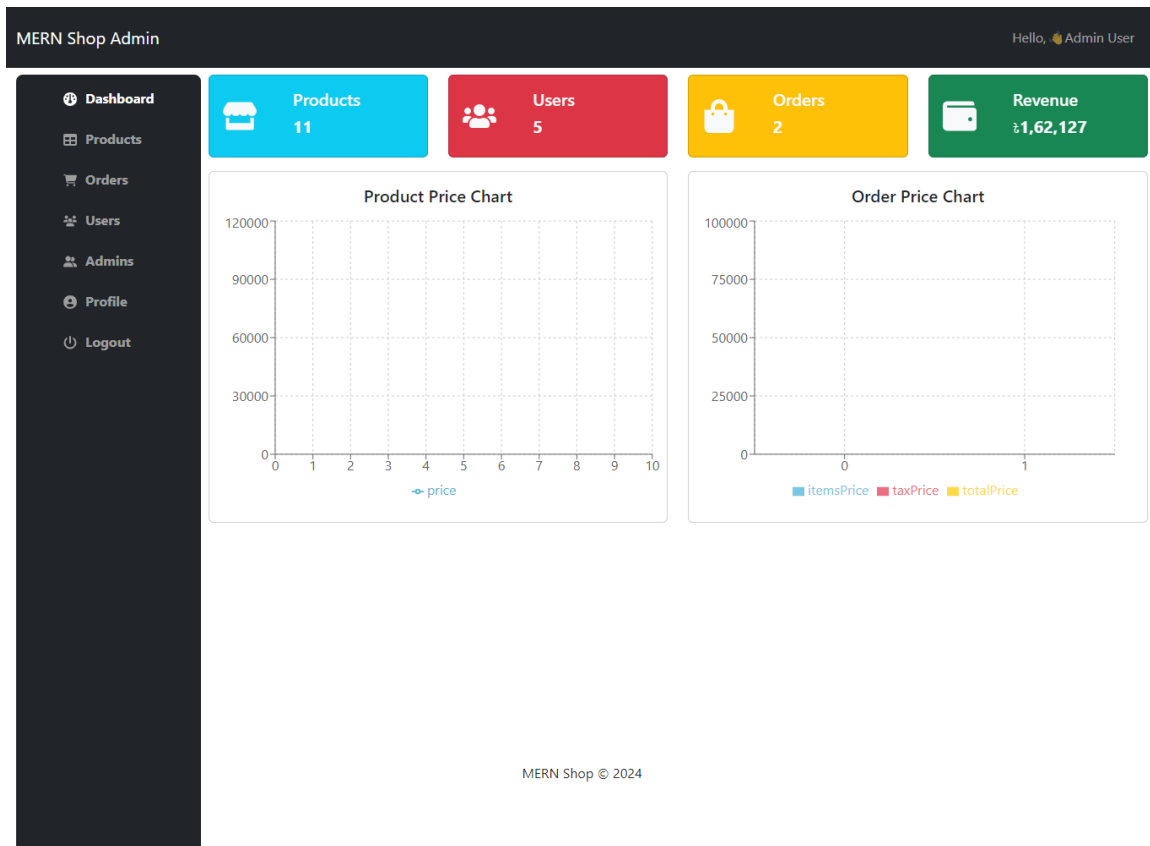 MERN Shop Admin
Hello, 👋Admin User
Dashboard
Products
Orders
Users
Admins
Profile
Logout
Products
11
Users
5
Orders
2
Revenue
৳1,62,127
Product Price Chart
120000
90000
60000
30000
0
0 1 2 3 4 5 6 7 8 9 10
price
Order Price Chart
100000
75000
50000
25000
0
0 1
itemsPrice taxPrice totalPrice
MERN Shop © 2024